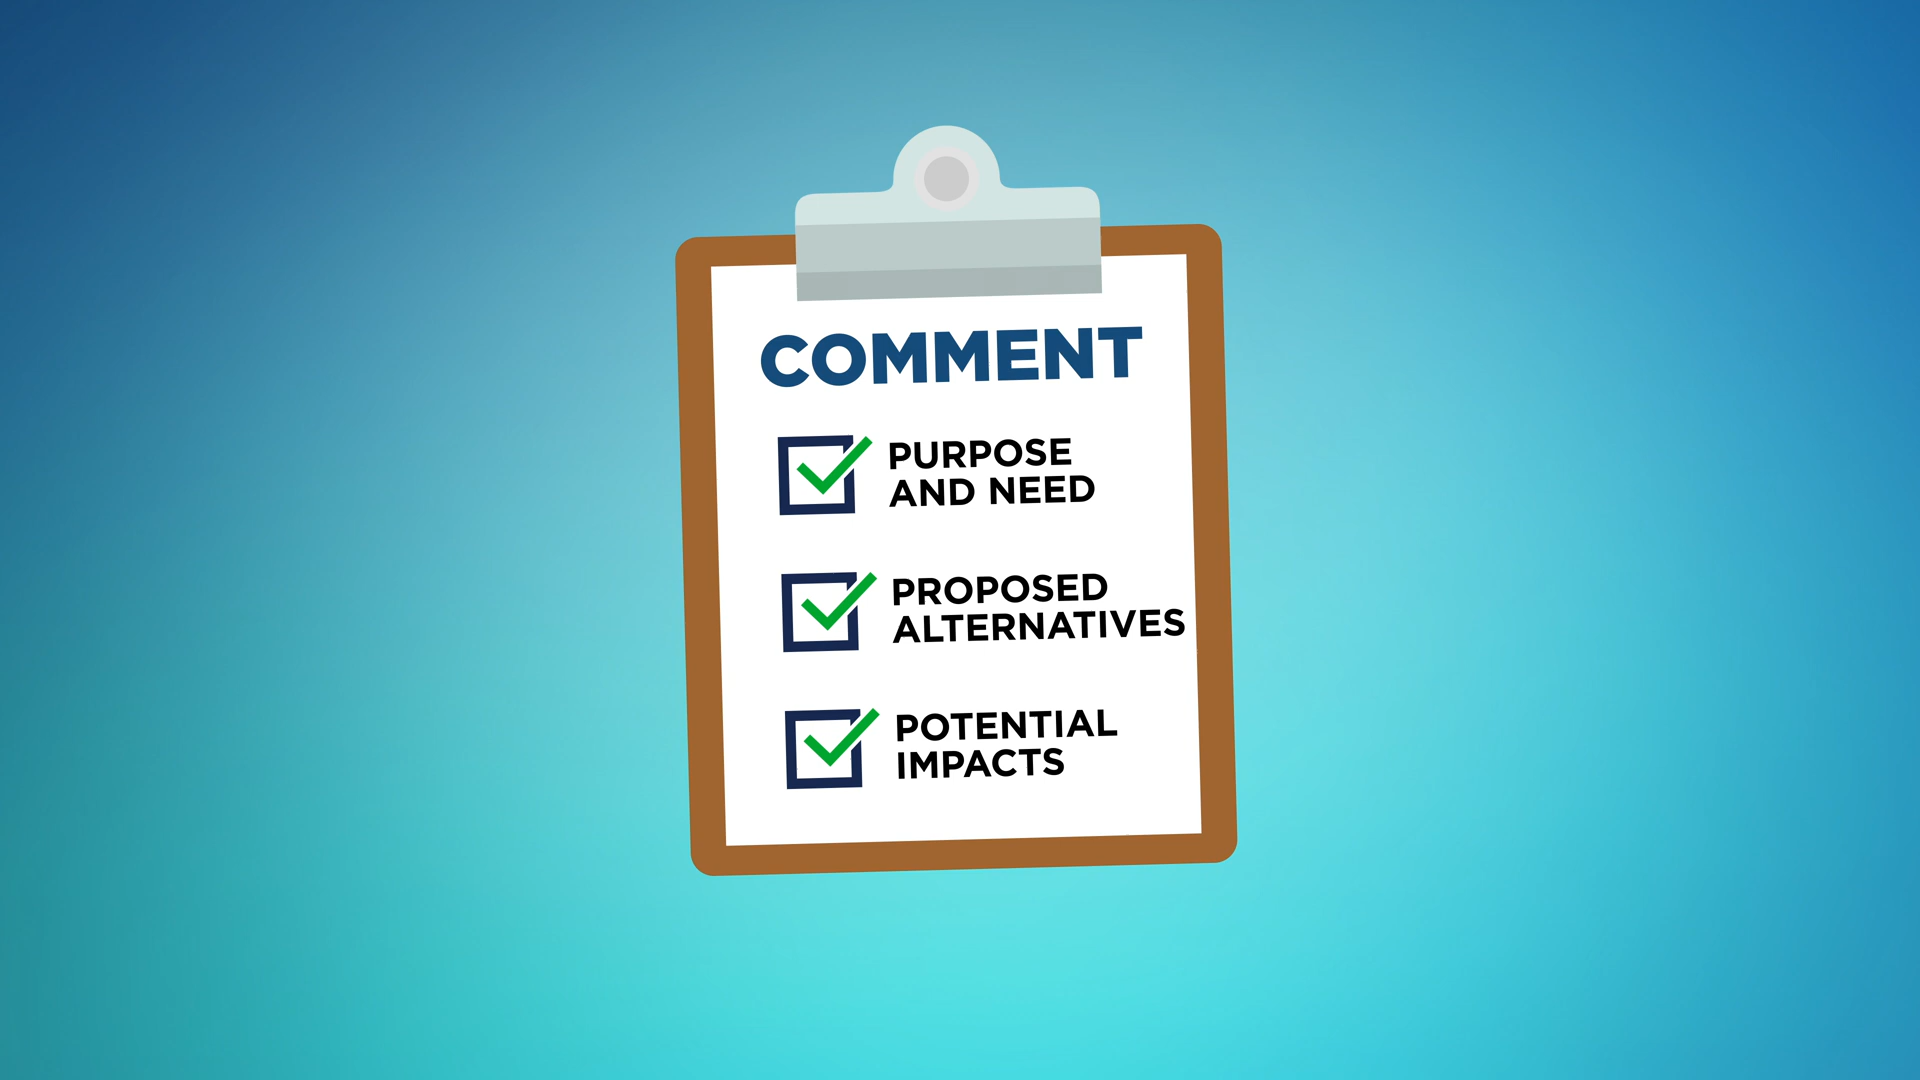 COMMENT
PURPOSE
AND NEED
PROPOSED
ALTERNATIVES
POTENTIAL
IMPACTS